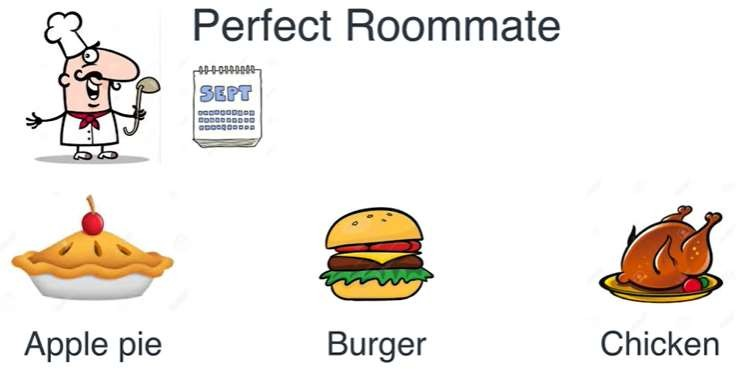 Perfect Roommate
SEPT
Apple pie
Burger
Chicken